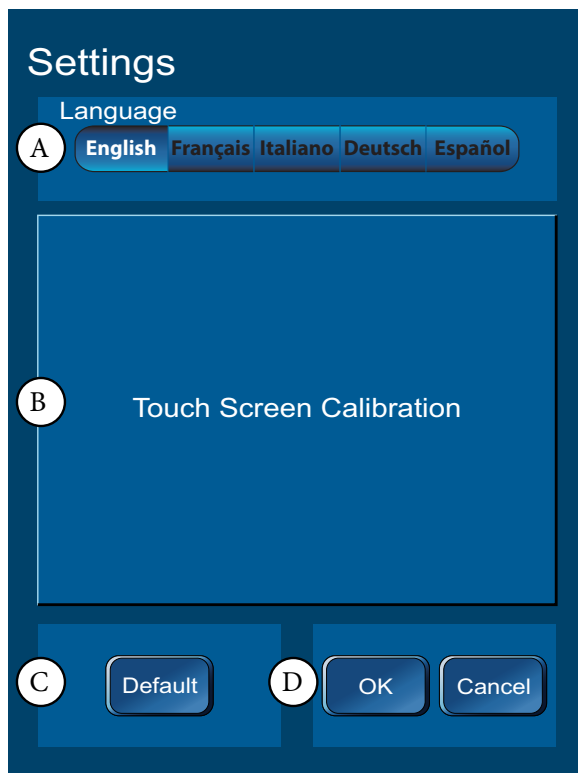 Settings
Language
A English Français Italiano Deutsch Español
B Touch Screen Calibration
C Default D OK Cancel